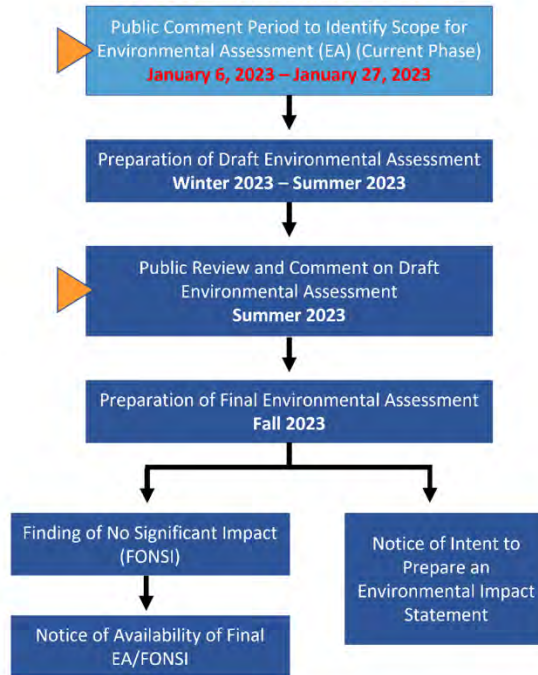 Public Comment Period to Identify Scope for
Environmental Assessment (EA) (Current Phase)
January 6, 2023 – January 27, 2023
Preparation of Draft Environmental Assessment
Winter 2023 – Summer 2023
Public Review and Comment on Draft
Environmental Assessment
Summer 2023
Preparation of Final Environmental Assessment
Fall 2023
Finding of No Significant Impact
(FONSI)
Notice of Availability of Final
EA/FONSI
Notice of Intent to
Prepare an
Environmental Impact
Statement